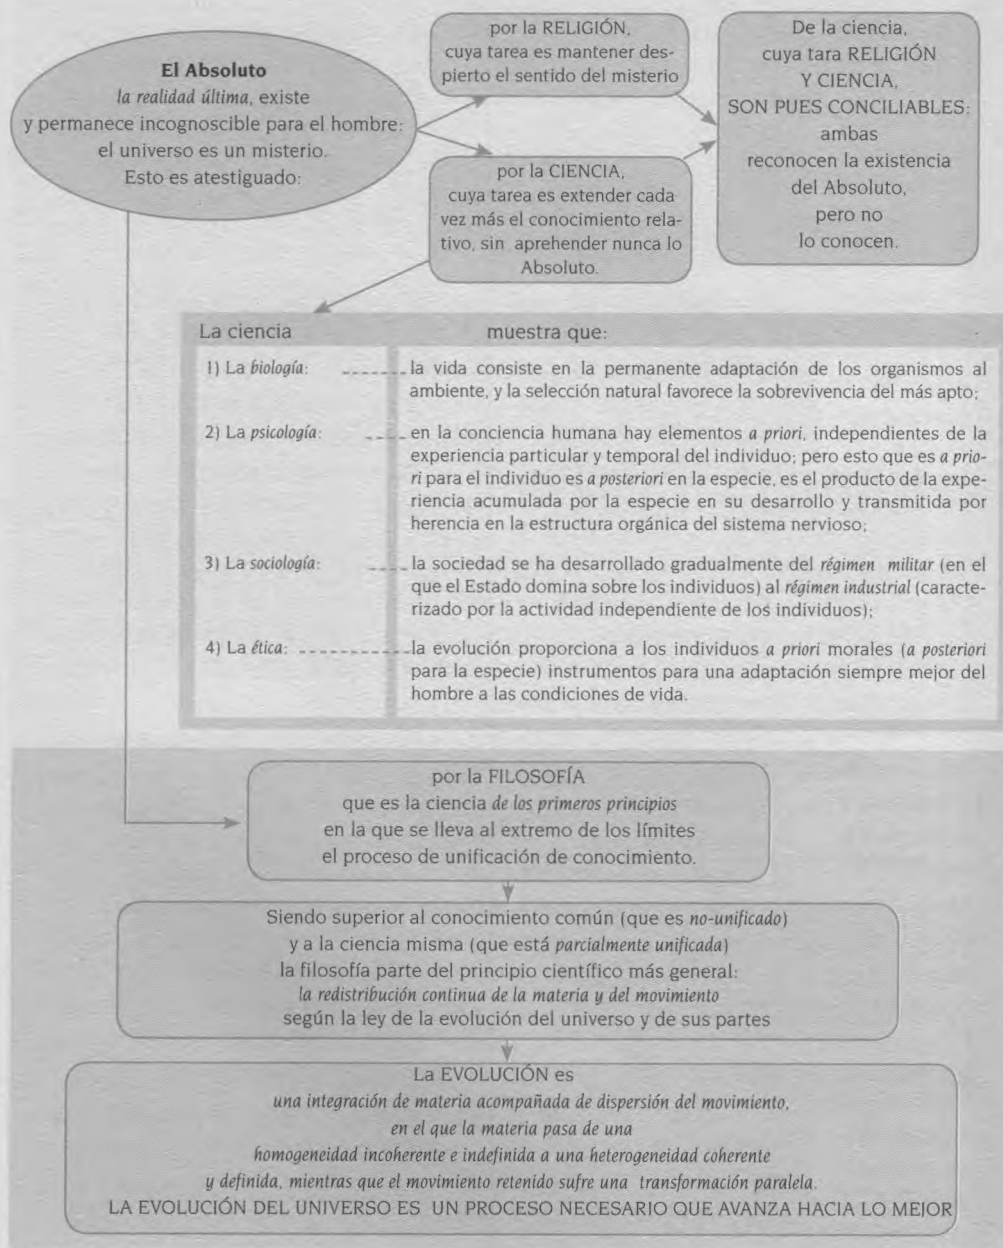 El Absoluto
la realidad última, existe
y permanece incognoscible para el hombre:
el universo es un misterio.
Esto es atestiguado:
por la RELIGIÓN,
cuya tarea es mantener des-
pierto el sentido del misterio
por la CIENCIA,
cuya tarea es extender cada
vez más el conocimiento rela-
tivo, sin aprehender nunca lo
Absoluto.
De la ciencia,
cuya tara RELIGIÓN
Y CIENCIA,
SON PUES CONCILIABLES:
ambas
reconocen la existencia
del Absoluto,
pero no
lo conocen.
La ciencia muestra que:
1) La biología: la vida consiste en la permanente adaptación de los organismos al
ambiente, y la selección natural favorece la sobrevivencia del más apto;
2) La psicología: en la conciencia humana hay elementos a priori, independientes de la
experiencia particular y temporal del individuo; pero esto que es a prio-
ri para el individuo es a posteriori en la especie, es el producto de la expe-
riencia acumulada por la especie en su desarrollo y transmitida por
herencia en la estructura orgánica del sistema nervioso;
3) La sociología: la sociedad se ha desarrollado gradualmente del régimen militar (en el
que el Estado domina sobre los individuos) al régimen industrial (caracte-
rizado por la actividad independiente de los individuos);
4) La ética: la evolución proporciona a los individuos a priori morales (a posteriori
para la especie) instrumentos para una adaptación siempre mejor del
hombre a las condiciones de vida.
por la FILOSOFÍA
que es la ciencia de los primeros principios
en la que se lleva al extremo de los límites
el proceso de unificación de conocimiento.
Siendo superior al conocimiento común (que es no-unificado)
y a la ciencia misma (que está parcialmente unificada)
la filosofía parte del principio científico más general:
la redistribución continua de la materia y del movimiento
según la ley de la evolución del universo y de sus partes
La EVOLUCIÓN es
una integración de materia acompañada de dispersión del movimiento,
en el que la materia pasa de una
homogeneidad incoherente e indefinida a una heterogeneidad coherente
y definida, mientras que el movimiento retenido sufre una transformación paralela.
LA EVOLUCIÓN DEL UNIVERSO ES UN PROCESO NECESARIO QUE AVANZA HACIA LO MEJOR